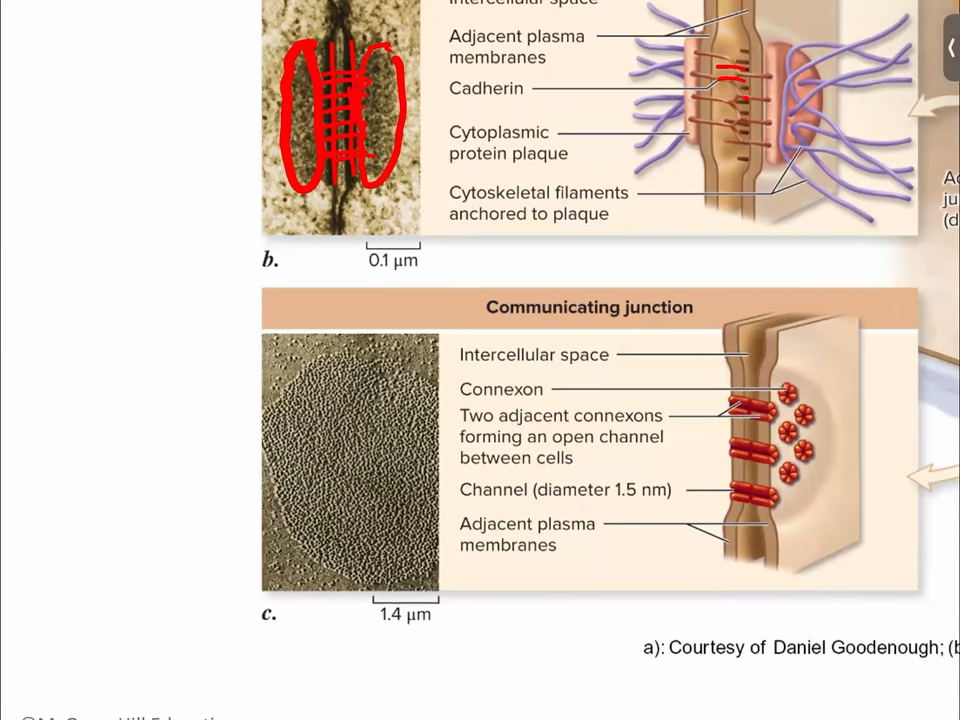 Intercellular space
Adjacent plasma
membranes
Cadherin
Cytoplasmic
protein plaque
Cytoskeletal filaments
anchored to plaque
b.
0.1 μm
Communicating junction
Intercellular space
Connexon
Two adjacent connexons
forming an open channel
between cells
Channel (diameter 1.5 nm)
Adjacent plasma
membranes
c.
1.4 μm
a): Courtesy of Daniel Goodenough; (b